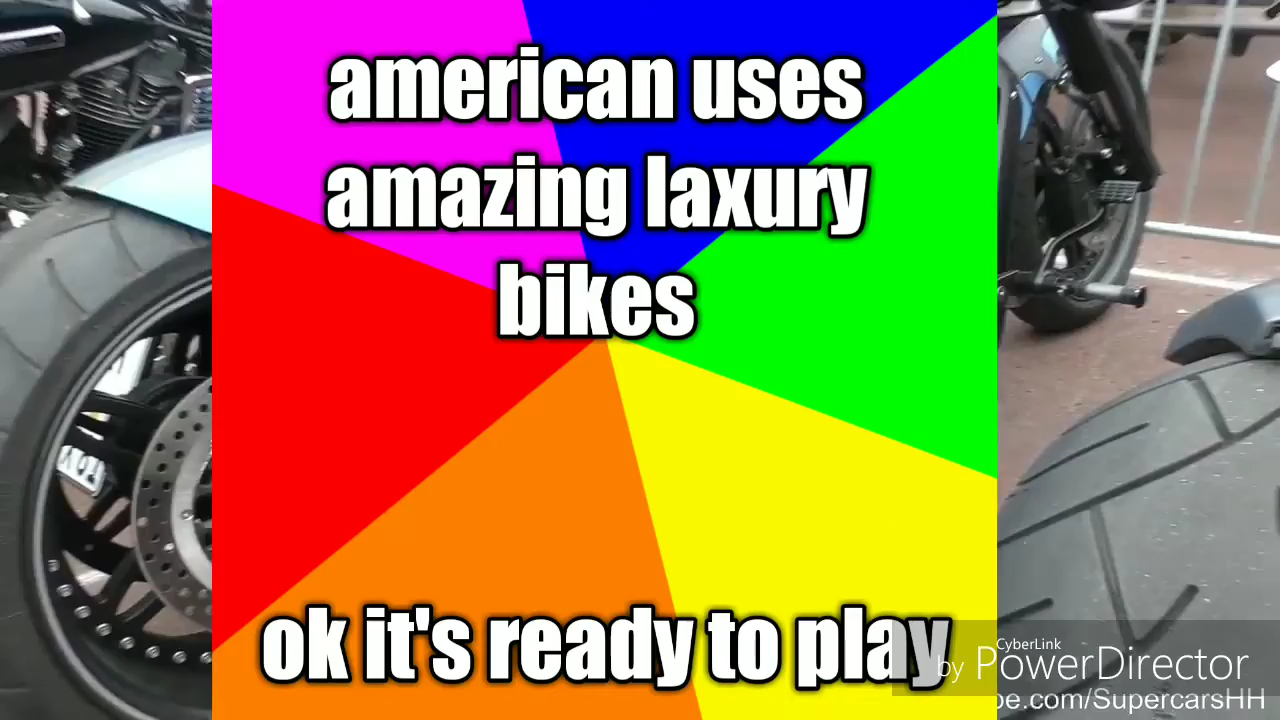 american uses
amazing laxury
bikes
ok it's ready to play
CyberLink
by PowerDirector
be.com/SupercarsHH